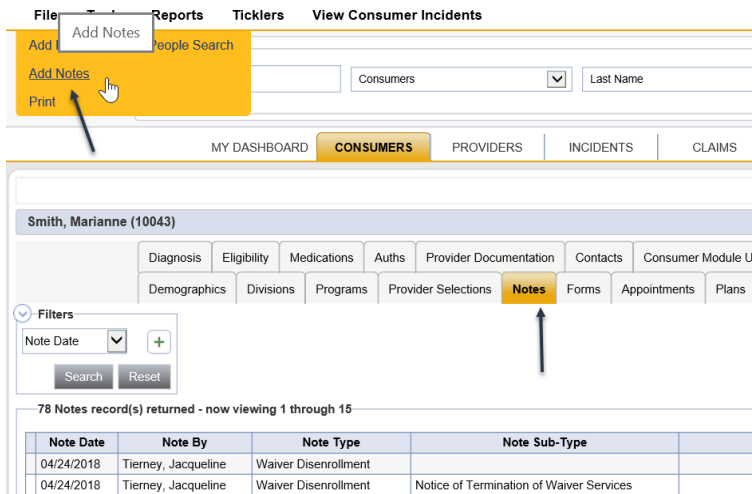 File Reports Ticklers View Consumer Incidents
Add Notes
Add People Search
Add Notes
Print
Consumers Last Name
MY DASHBOARD CONSUMERS PROVIDERS INCIDENTS CLAIMS
Smith, Marianne (10043)
Diagnosis Eligibility Medications Auths Provider Documentation Contacts Consumer Module U
Demographics Divisions Programs Provider Selections Notes Forms Appointments Plans
Filters
Note Date +
Search Reset
78 Notes record(s) returned - now viewing 1 through 15
Note Date Note By Note Type Note Sub-Type
04/24/2018 Tierney, Jacqueline Waiver Disenrollment
04/24/2018 Tierney, Jacqueline Waiver Disenrollment Notice of Termination of Waiver Services